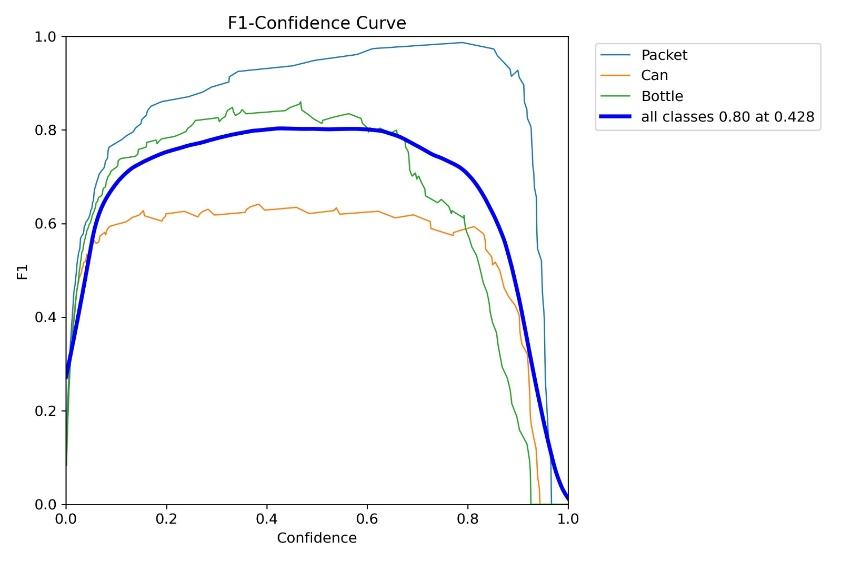 F1-Confidence Curve
1.0
0.8
0.6
0.4
0.2
0.0
F1
0.0 0.2 0.4 0.6 0.8 1.0
Confidence
Packet
Can
Bottle
all classes 0.80 at 0.428